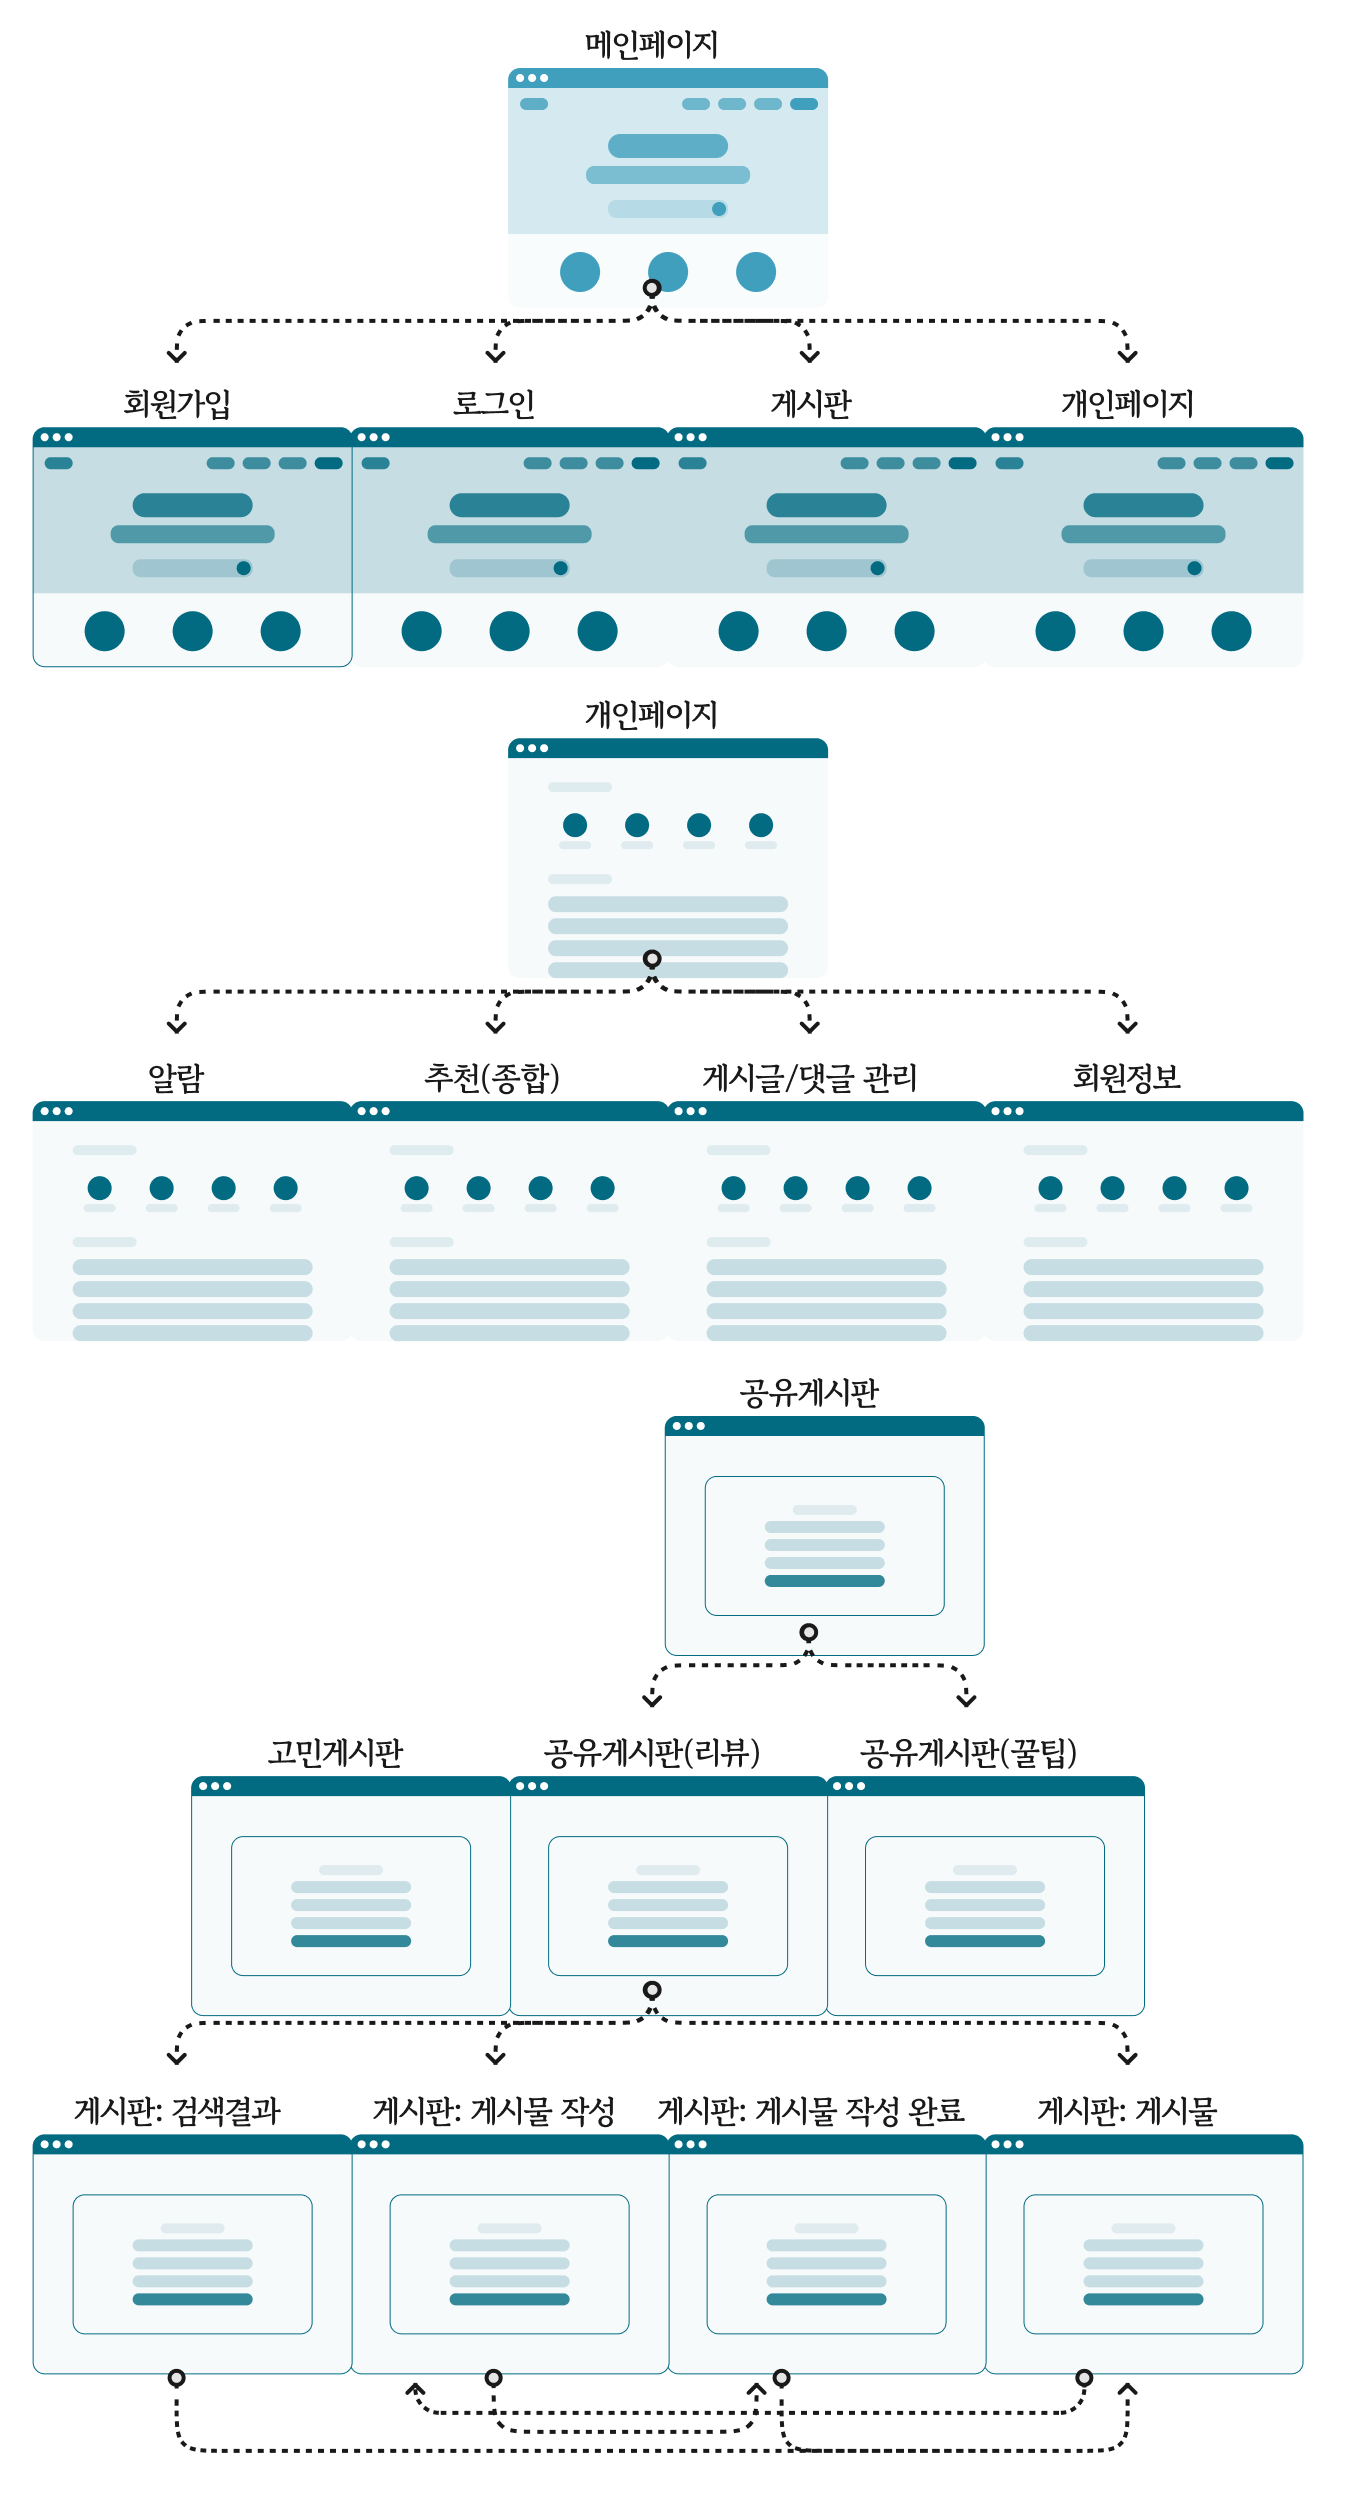 메인페이지
회원가입
로그인
게시판
개인페이지
개인페이지
알람
추천(종합)
게시글/댓글 관리
회원정보
공유게시판
고민게시판
공유게시판(리뷰)
공유게시판(꿀팁)
게시판: 검색결과
게시판: 게시물 작성
게시판: 게시물 작성 완료
게시판: 게시물